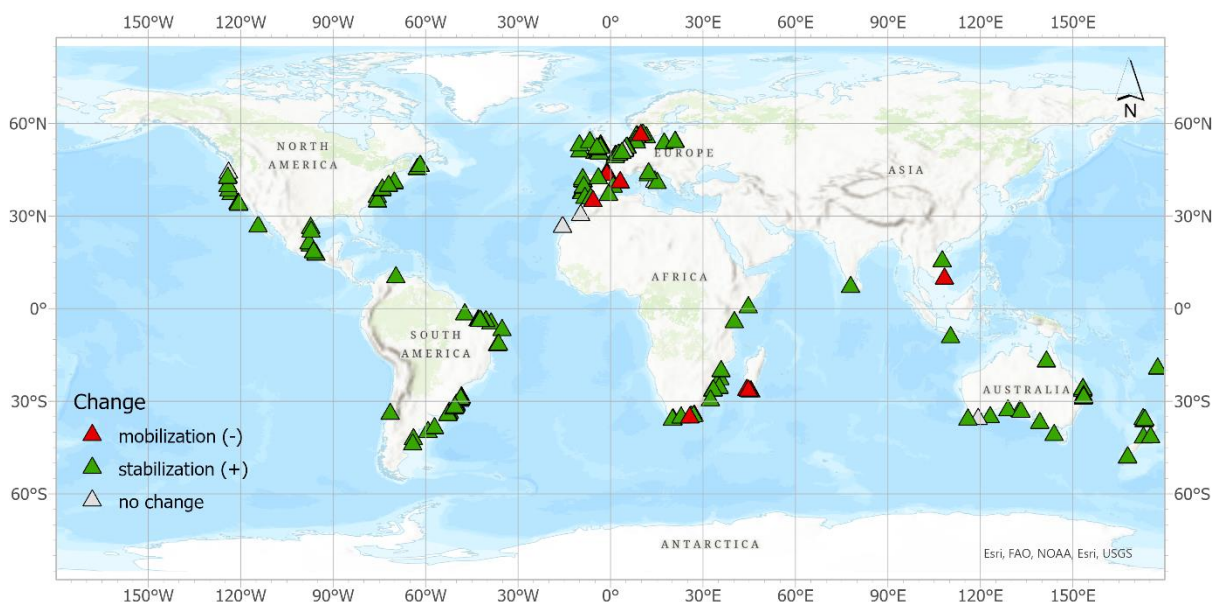 150°W 120°W 90°W 60°W 30°W 0° 30°E 60°E 90°E 120°E 150°E
N
60°N 60°N
NORTH
AMERICA
EUROPE
ASIA
30°N 30°N
AFRICA
0° 0°
SOUTH
AMERICA
AUSTRALIA
30°S 30°S
Change
mobilization (-)
stabilization (+)
no change
60°S 60°S
ANTARCTICA
Esri, FAO, NOAA, Esri, USGS
150°W 120°W 90°W 60°W 30°W 0° 30°E 60°E 90°E 120°E 150°E